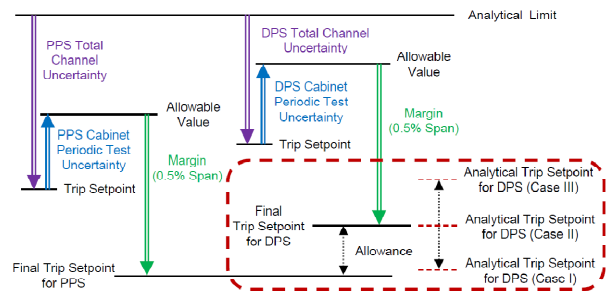 Analytical Limit
PPS Total
Channel
Uncertainty
DPS Total Channel
Uncertainty
Allowable
Value
DPS Cabinet
Periodic Test
Uncertainty
Allowable
Value
Margin
(0.5% Span)
PPS Cabinet
Periodic Test
Uncertainty
Trip Setpoint
Margin
(0.5% Span)
Trip Setpoint
Analytical Trip Setpoint
for DPS (Case III)
Final
Trip Setpoint
for DPS
Analytical Trip Setpoint
for DPS (Case II)
Allowance
Final Trip Setpoint
for PPS
Analytical Trip Setpoint
for DPS (Case I)